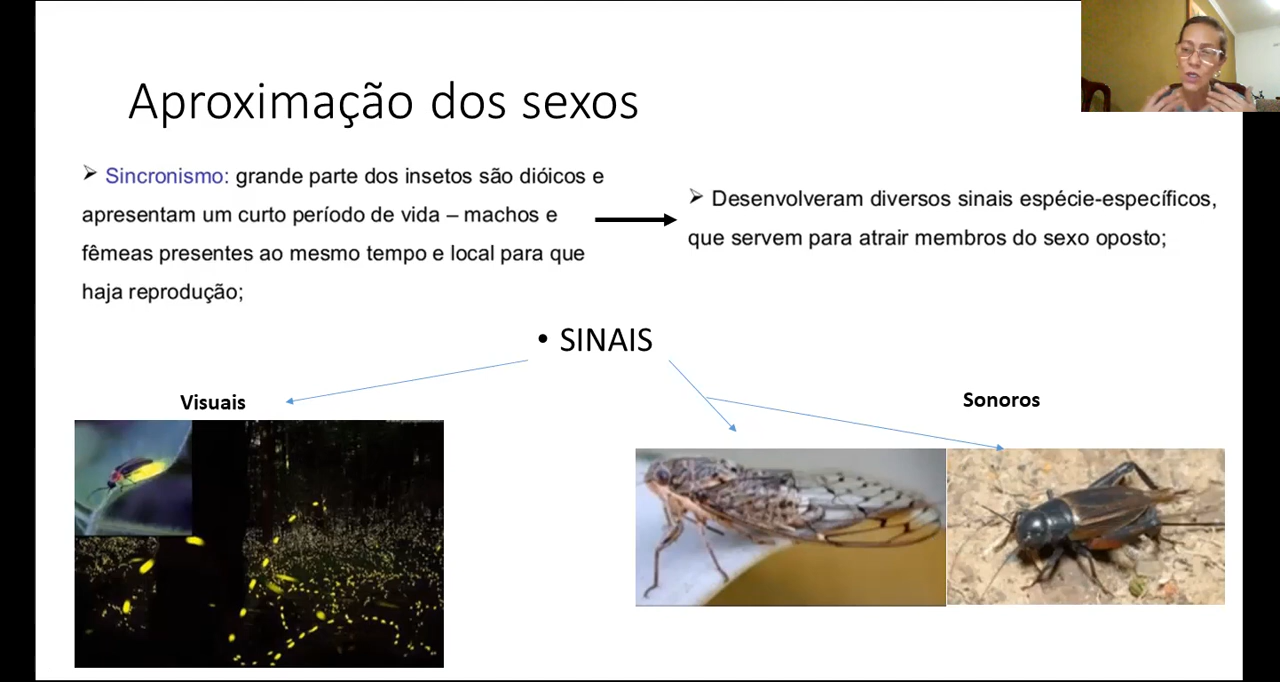 Aproximação dos sexos
➢ Sincronismo: grande parte dos insetos são dióicos e
apresentam um curto período de vida – machos e
fêmeas presentes ao mesmo tempo e local para que
haja reprodução;
➢ Desenvolveram diversos sinais espécie-específicos,
que servem para atrair membros do sexo oposto;
• SINAIS
Visuais
Sonoros